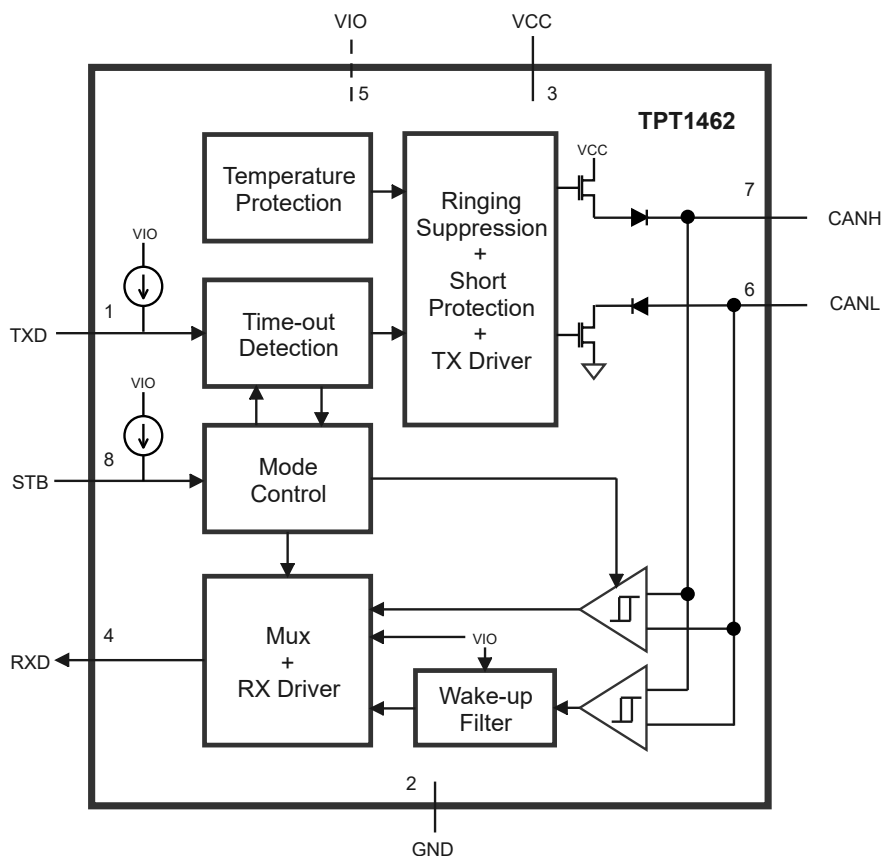 VIO
VCC
5
3
TPT1462
Temperature
Protection
Ringing
Suppression
+
Short
Protection
+
TX Driver
VCC
7
CANH
6
CANL
VIO
1
TXD
Time-out
Detection
VIO
8
STB
Mode
Control
4
RXD
Mux
+
RX Driver
VIO
Wake-up
Filter
2
GND